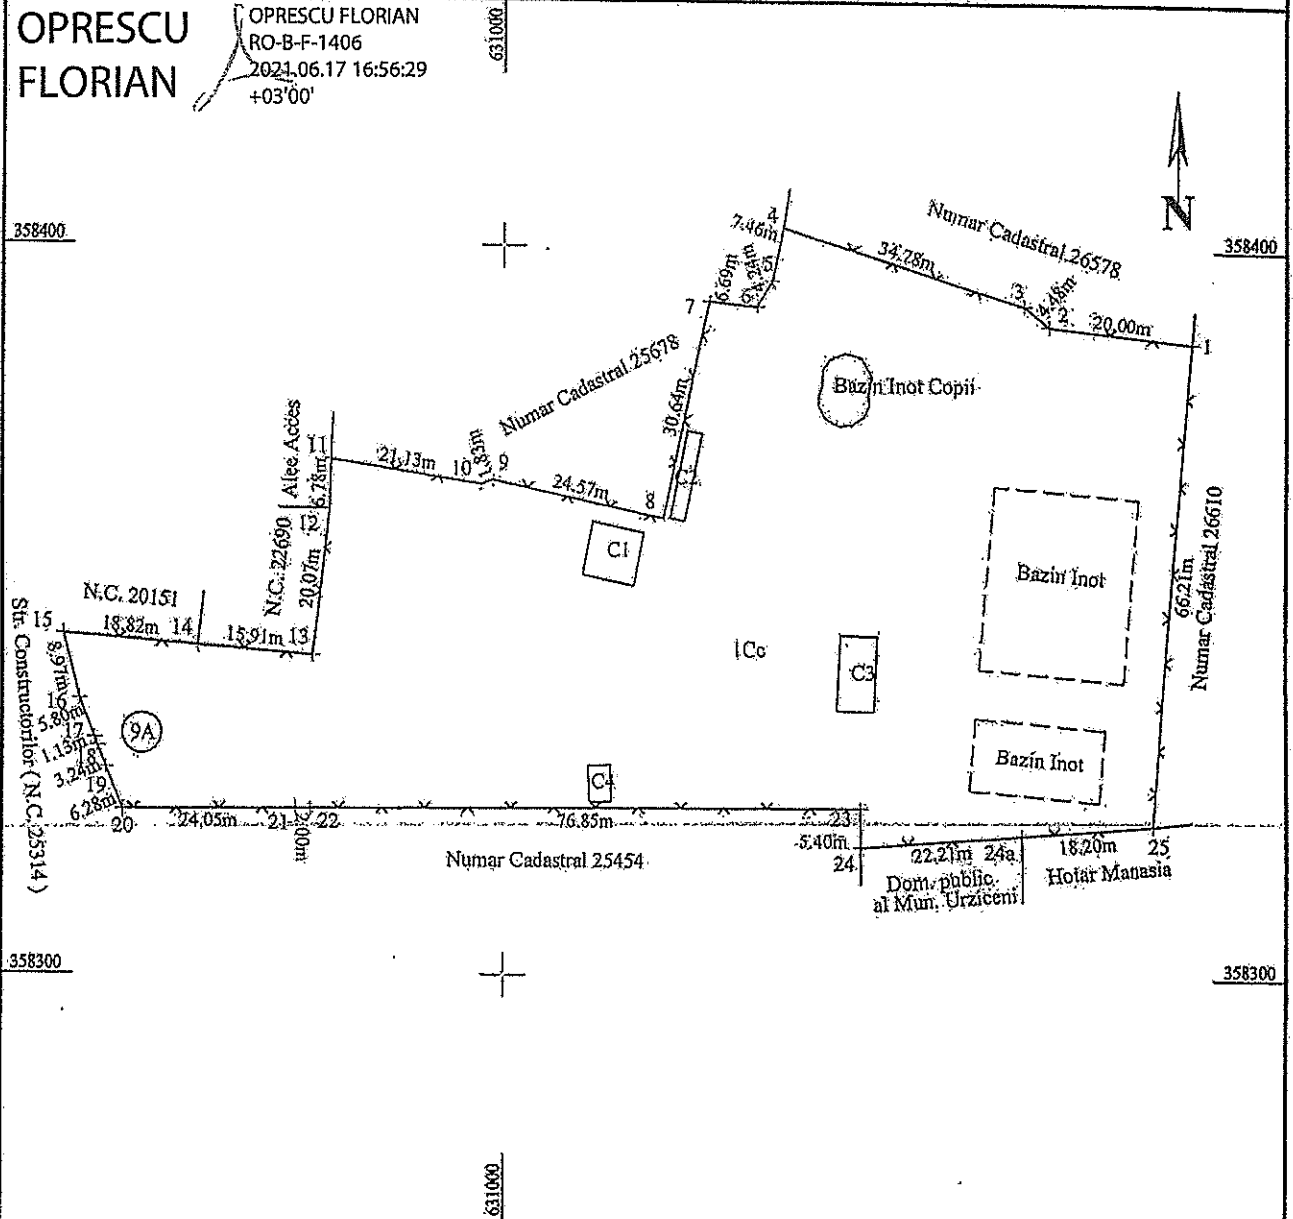 OPRESCU
FLORIAN
OPRESCU FLORIAN
RO-B-F-1406
2021.06.17 16:56:29
+03'00'
631000
N
358400
358400
Numar Cadastral 26578
4
7.46m
34.78m
5
4.24m
6
6.69m
7
3
4.48m
2
20.00m
1
Numar Cadastral 25678
30.64m
Bazin Inot Copii
Alee Acces
11
6.78m
21.13m
10
1.83m
9
24.57m
8
C2
C1
12
N.C. 22690
20.07m
Bazin Inot
66.21m
Numar Cadastral 26610
N.C. 20151
15
18.82m
14
15.91m
13
1Cc
C3
Str. Constructorilor ( N.C. 25314 )
8.97m
16
5.80m
17
1.13m
18
3.24m
19
6.28m
20
9A
C4
Bazin Inot
24.05m
21
22
76.85m
23
5.40m
24
22.21m
24a
18.20m
25
Numar Cadastral 25454
Dom. public
al Mun. Urziceni
Hotar Manasia
358300
358300
631000